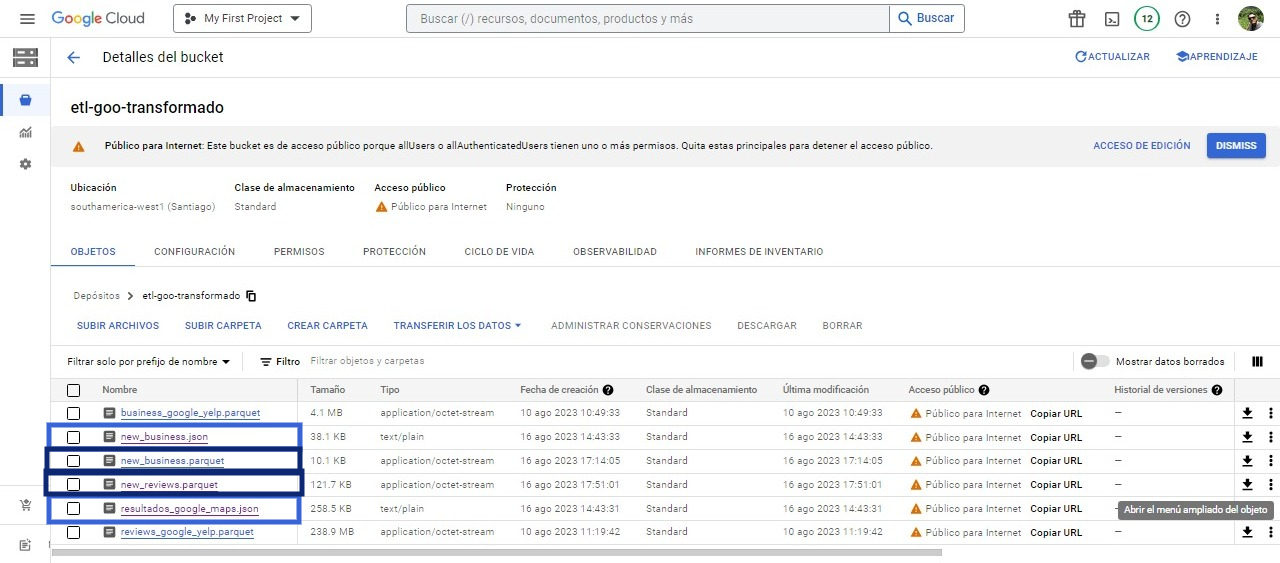 Google Cloud My First Project Buscar (/) recursos, documentos, productos y más Buscar 12
Detalles del bucket ACTUALIZAR APRENDIZAJE
etl-goo-transformado
Público para Internet: Este bucket es de acceso público porque allUsers o allAuthenticatedUsers tienen uno o más permisos. Quita estas principales para detener el acceso público. ACCESO DE EDICIÓN DISMISS
Ubicación Clase de almacenamiento Acceso público Protección
southamerica-west1 (Santiago) Standard Público para Internet Ninguno
OBJETOS CONFIGURACIÓN PERMISOS PROTECCIÓN CICLO DE VIDA OBSERVABILIDAD INFORMES DE INVENTARIO
Depósitos etl-goo-transformado
SUBIR ARCHIVOS SUBIR CARPETA CREAR CARPETA TRANSFERIR LOS DATOS ADMINISTRAR CONSERVACIONES DESCARGAR BORRAR
Filtrar solo por prefijo de nombre Filtro Filtrar objetos y carpetas Mostrar datos borrados
Nombre Tamaño Tipo Fecha de creación Clase de almacenamiento Última modificación Acceso público Historial de versiones
business_google_yelp.parquet 4.1 MB application/octet-stream 10 ago 2023 10:49:33 Standard 10 ago 2023 10:49:33 Público para Internet Copiar URL —
new_business.json 38.1 KB text/plain 16 ago 2023 14:43:33 Standard 16 ago 2023 14:43:33 Público para Internet Copiar URL —
new_business.parquet 10.1 KB application/octet-stream 16 ago 2023 17:14:05 Standard 16 ago 2023 17:14:05 Público para Internet Copiar URL —
new_reviews.parquet 121.7 KB application/octet-stream 16 ago 2023 17:51:01 Standard 16 ago 2023 17:51:01 Público para Internet Copiar URL —
resultados_google_maps.json 258.5 KB text/plain 16 ago 2023 14:43:31 Standard 16 ago 2023 14:43:31 Público para Internet Copiar URL — Abrir el menú ampliado del objeto
reviews_google_yelp.parquet 238.9 MB application/octet-stream 10 ago 2023 11:19:42 Standard 10 ago 2023 11:19:42 Público para Internet Copiar URL —